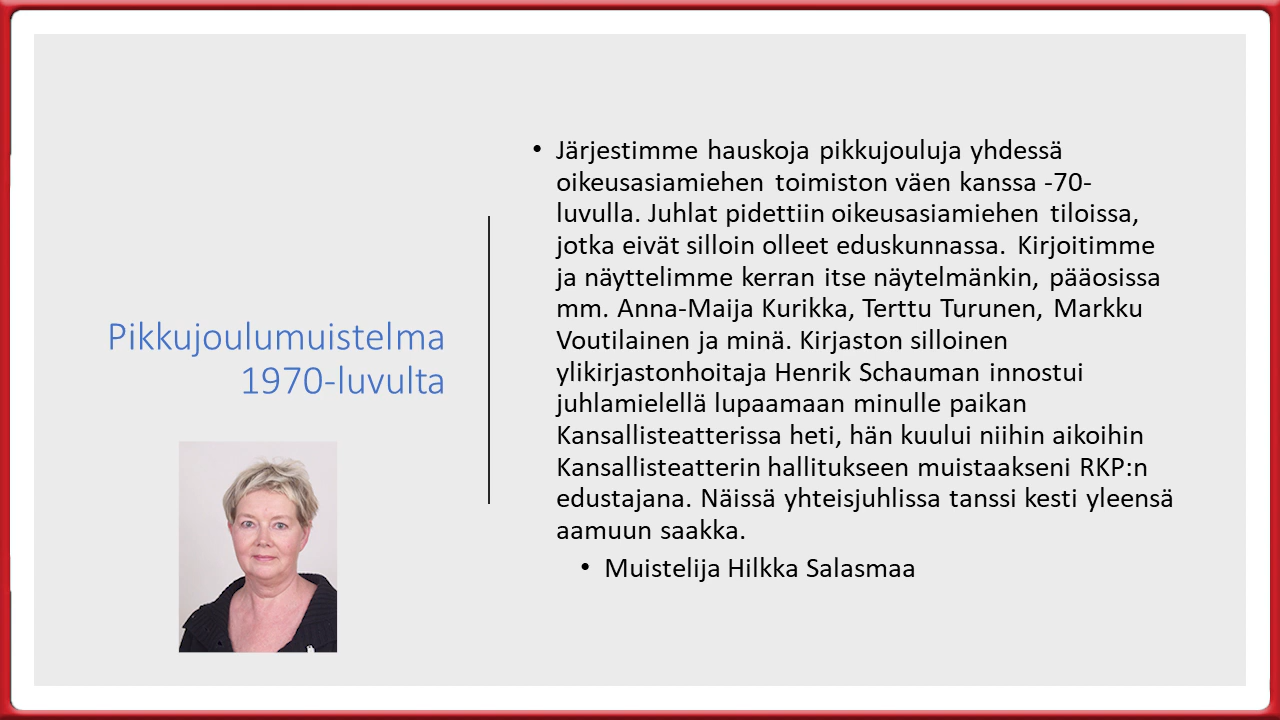 Pikkujoulumuistelma
1970-luvulta
• Järjestimme hauskoja pikkujouluja yhdessä
oikeusasiamiehen toimiston väen kanssa -70-
luvulla. Juhlat pidettiin oikeusasiamiehen tiloissa,
jotka eivät silloin olleet eduskunnassa. Kirjoitimme
ja näyttelimme kerran itse näytelmänkin, pääosissa
mm. Anna-Maija Kurikka, Terttu Turunen, Markku
Voutilainen ja minä. Kirjaston silloinen
ylikirjastonhoitaja Henrik Schauman innostui
juhlamielellä lupaamaan minulle paikan
Kansallisteatterissa heti, hän kuului niihin aikoihin
Kansallisteatterin hallitukseen muistaakseni RKP:n
edustajana. Näissä yhteisjuhlissa tanssi kesti yleensä
aamuun saakka.
• Muistelija Hilkka Salasmaa